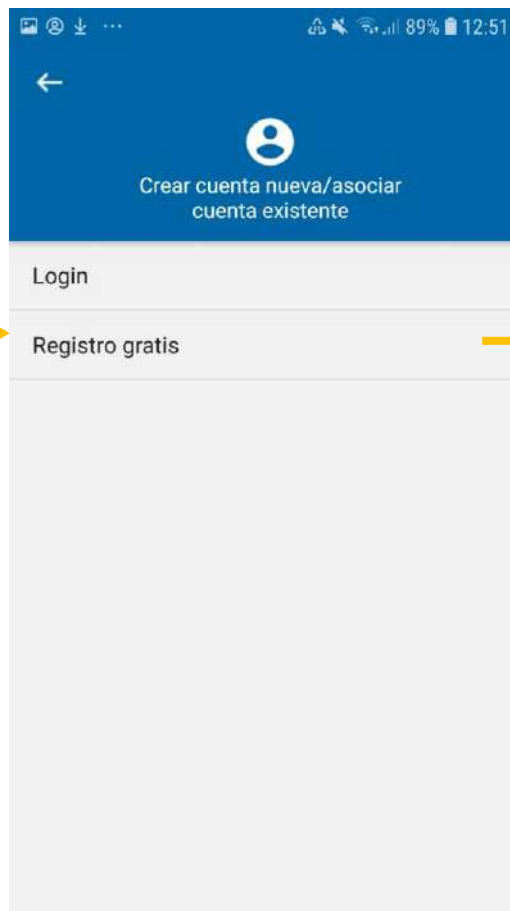 89% 12:51
Crear cuenta nueva/asociar
cuenta existente
Login
Registro gratis